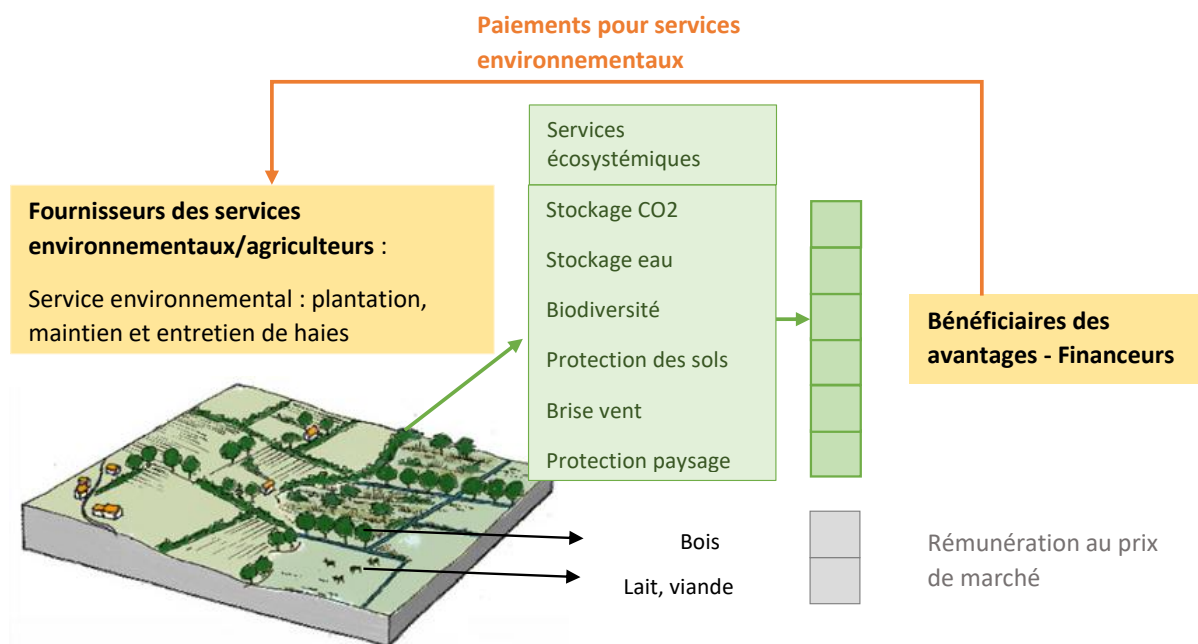 Paiements pour services
environnementaux
Services
écosystémiques
Fournisseurs des services
environnementaux/agriculteurs :
Service environnemental : plantation,
maintien et entretien de haies
Stockage CO2
Stockage eau
Biodiversité
Protection des sols
Brise vent
Protection paysage
Bénéficiaires des
avantages - Financeurs
Bois
Lait, viande
Rémunération au prix
de marché